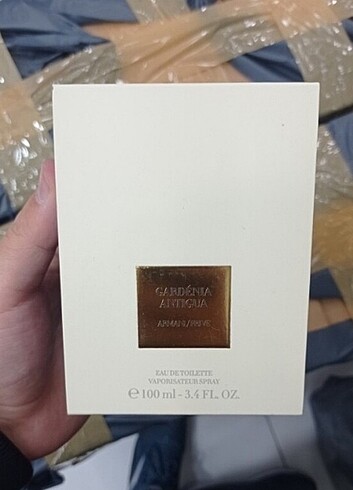 GARDÉNIA
ANTIGUA
ARMANI/PRIVÉ
EAU DE TOILETTE
VAPORISATEUR SPRAY
℮100 ml - 3.4 FL. OZ.